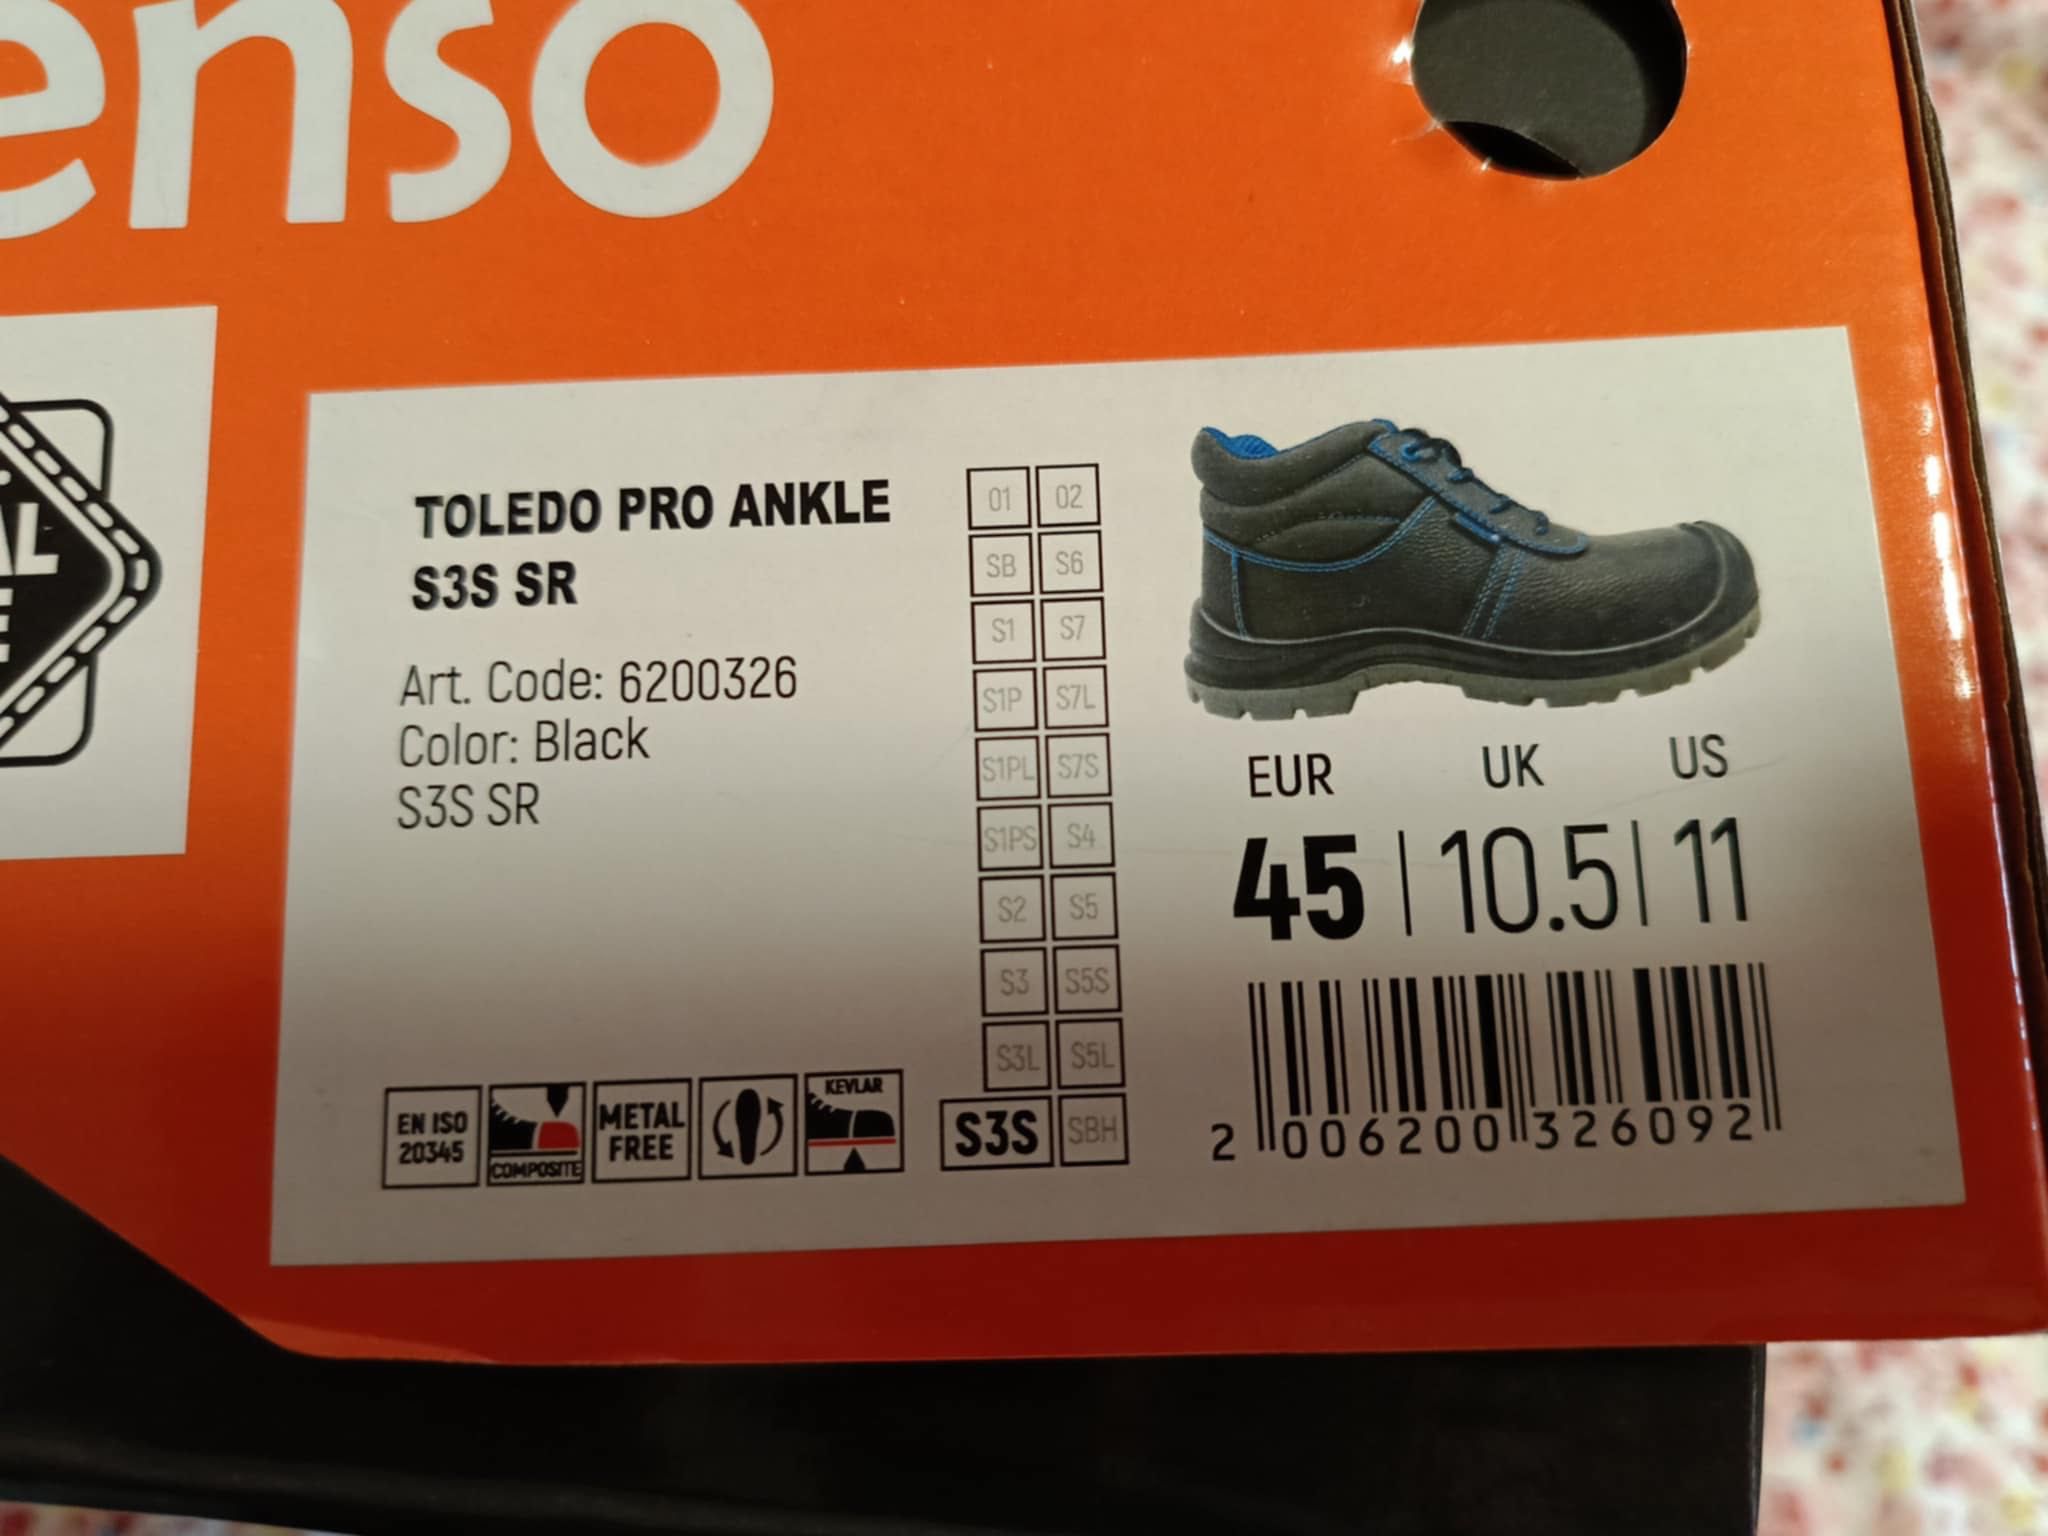 enso
AL
E
TOLEDO PRO ANKLE
S3S SR
Art. Code: 6200326
Color: Black
S3S SR
EN ISO
20345
COMPOSITE
METAL
FREE
KEVLAR
01 02
SB S6
S1 S7
S1P S7L
S1PL S7S
S1PS S4
S2 S5
S3 S5S
S3L S5L
S3S SBH
EUR UK US
45 | 10.5 | 11
2 006200 326092